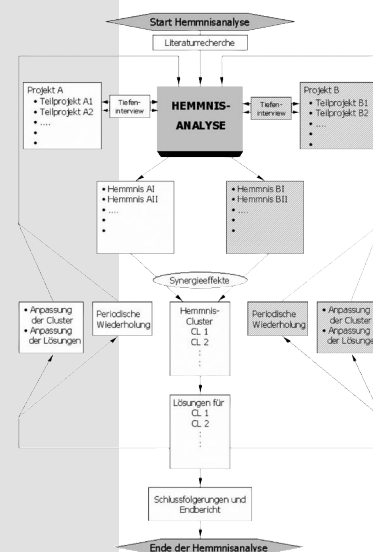 Start Hemmnisanalyse
Literaturrecherche
Projekt A
• Teilprojekt A1
• Teilprojekt A2
• ....
•
•
Tiefen-
interview
HEMMNIS-
ANALYSE
Tiefen-
interview
Projekt B
• Teilprojekt B1
• Teilprojekt B2
• ....
•
•
• Hemmnis AI
• Hemmnis AII
• ....
•
•
• Hemmnis BI
• Hemmnis BII
• ....
•
•
Synergieeffekte
• Anpassung
der Cluster
• Anpassung
der Lösungen
Periodische
Wiederholung
Hemmnis-
Cluster
CL 1
CL 2
Periodische
Wiederholung
• Anpassung
der Cluster
• Anpassung
der Lösunge
Lösungen für
CL 1
CL 2
Schlussfolgerungen und
Endbericht
Ende der Hemmnisanalyse